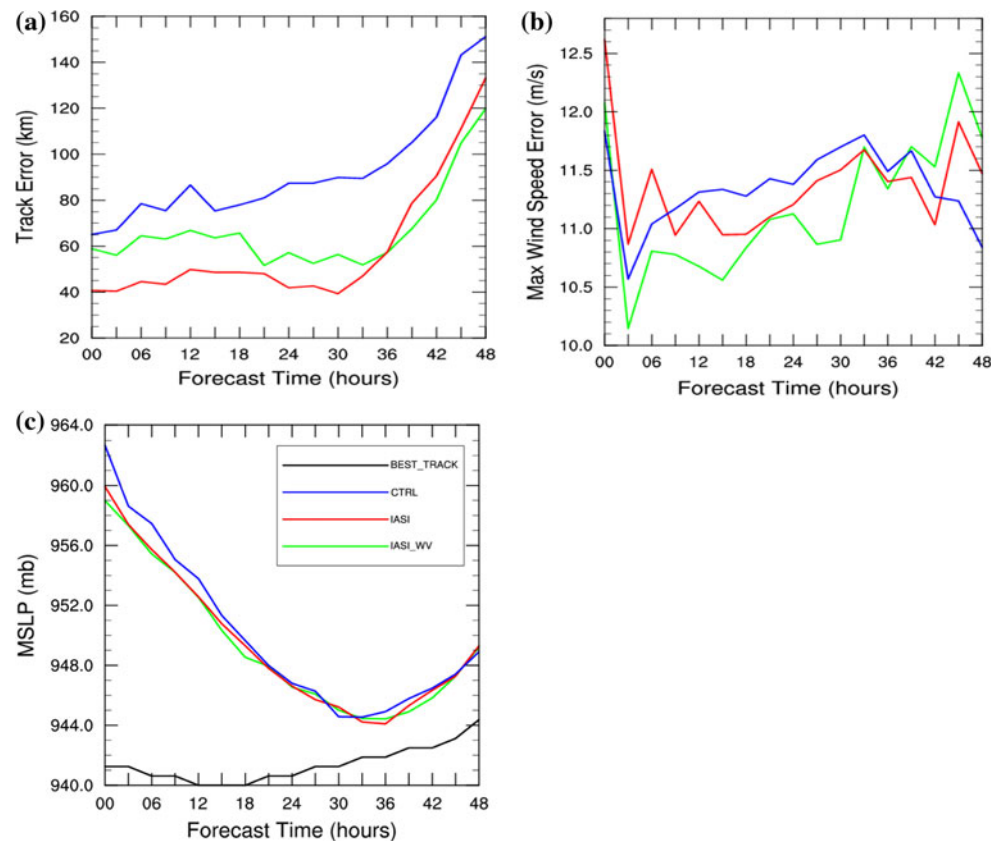 (a)
160
140
120
100
80
60
40
20
Track Error (km)
00 06 12 18 24 30 36 42 48
Forecast Time (hours)
(b)
12.5
12.0
11.5
11.0
10.5
10.0
Max Wind Speed Error (m/s)
00 06 12 18 24 30 36 42 48
Forecast Time (hours)
(c)
964.0
960.0
956.0
952.0
948.0
944.0
940.0
MSLP (mb)
BEST_TRACK
CTRL
IASI
IASI_WV
00 06 12 18 24 30 36 42 48
Forecast Time (hours)